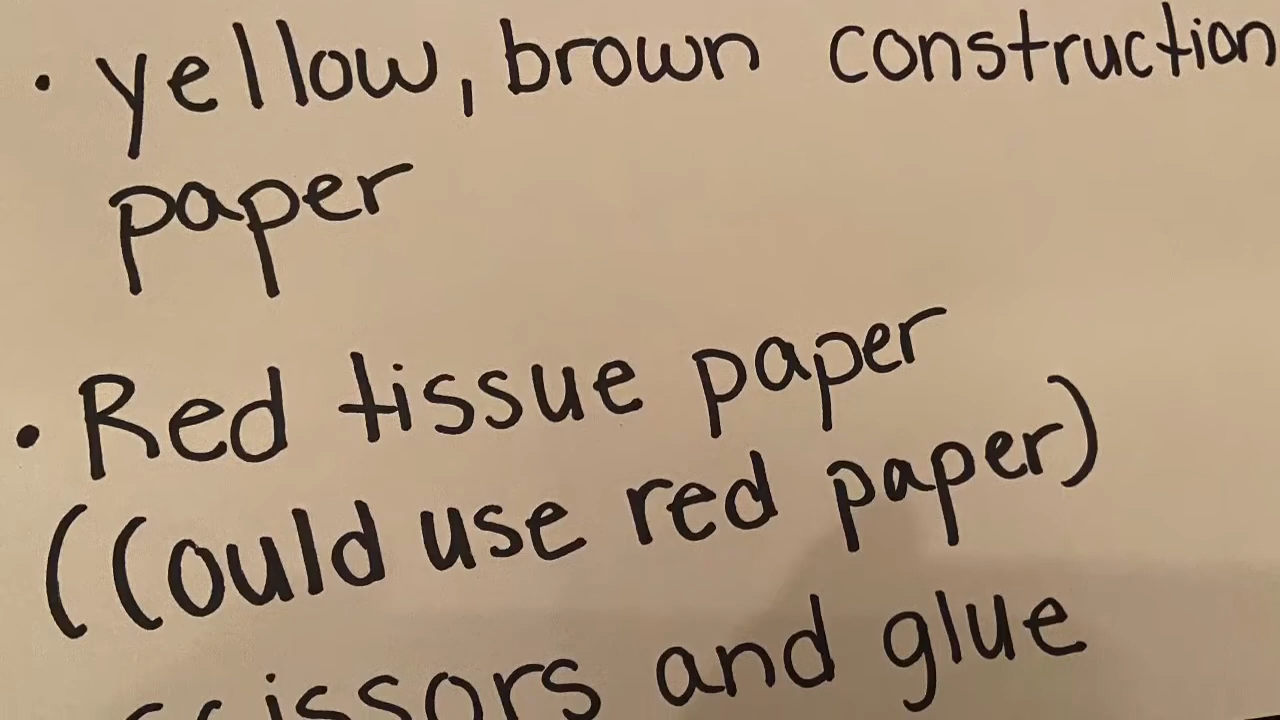 • yellow, brown construction
paper
• Red tissue paper
(Could use red paper)
scissors and glue